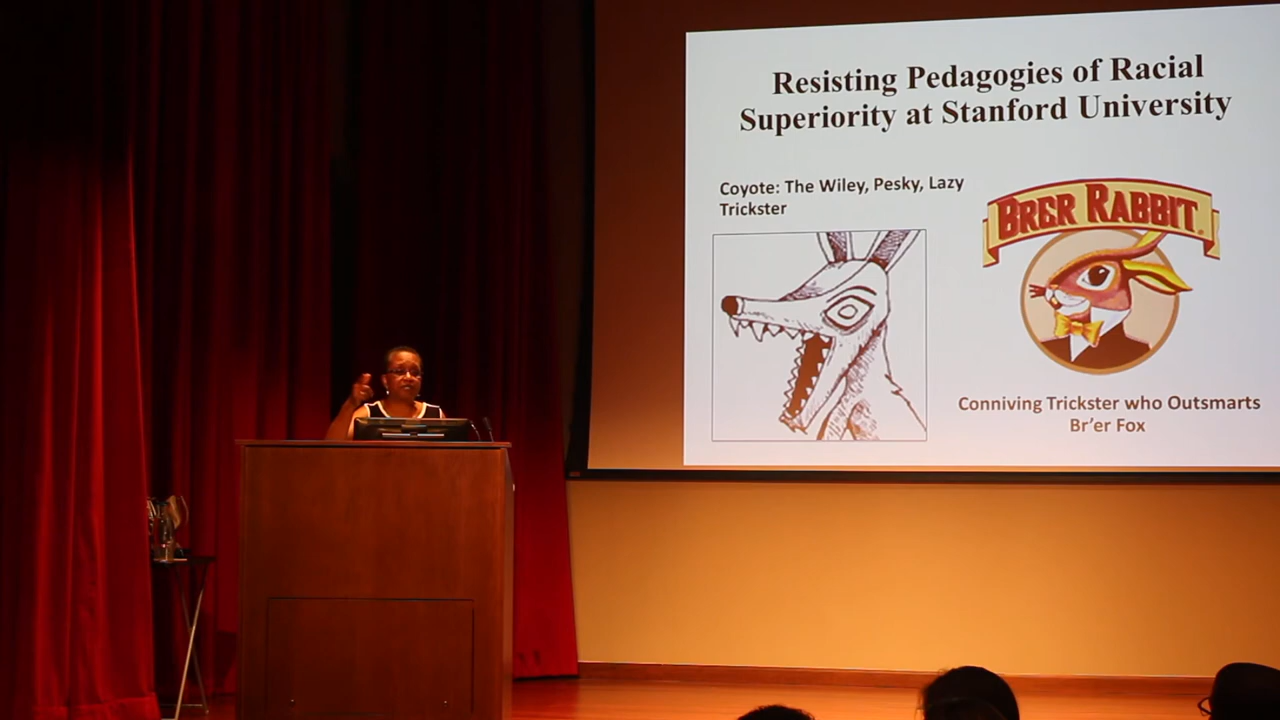 Resisting Pedagogies of Racial
Superiority at Stanford University
Coyote: The Wiley, Pesky, Lazy
Trickster
BRER RABBIT
Conniving Trickster who Outsmarts
Br'er Fox